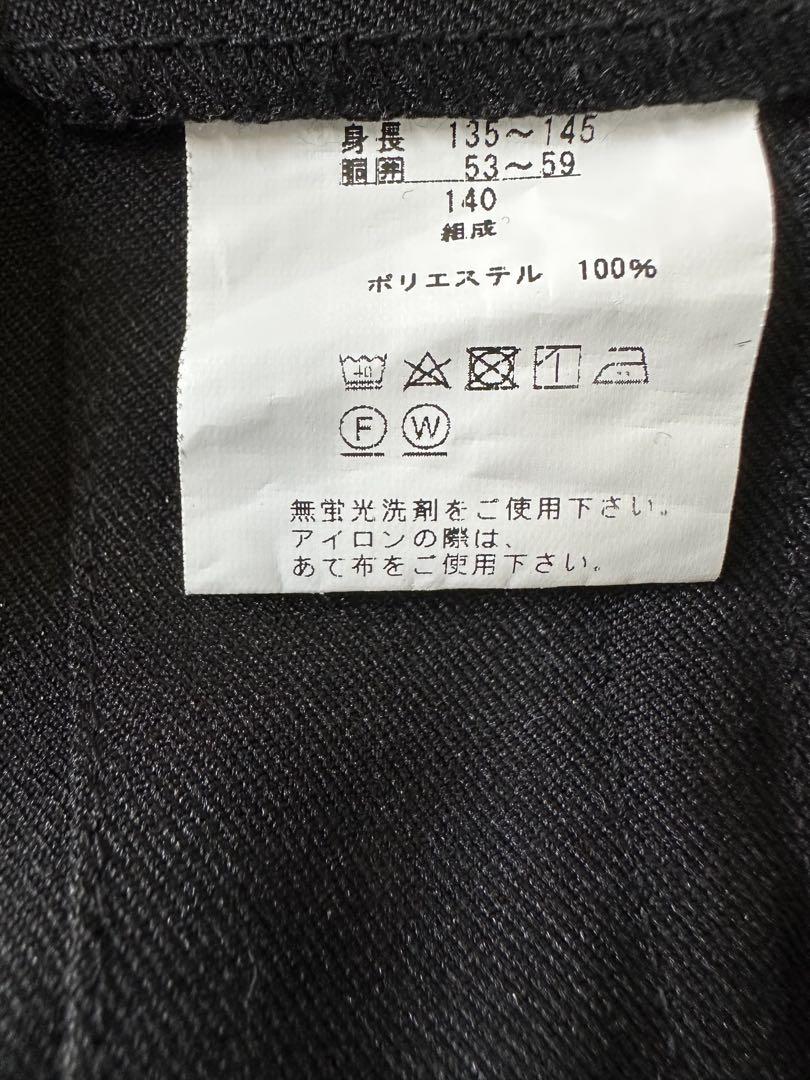 身長 135～145
胴囲 53～59
140
組成
ポリエステル 100%
40
F W
無蛍光洗剤をご使用下さい。
アイロンの際は、
あて布をご使用下さい。